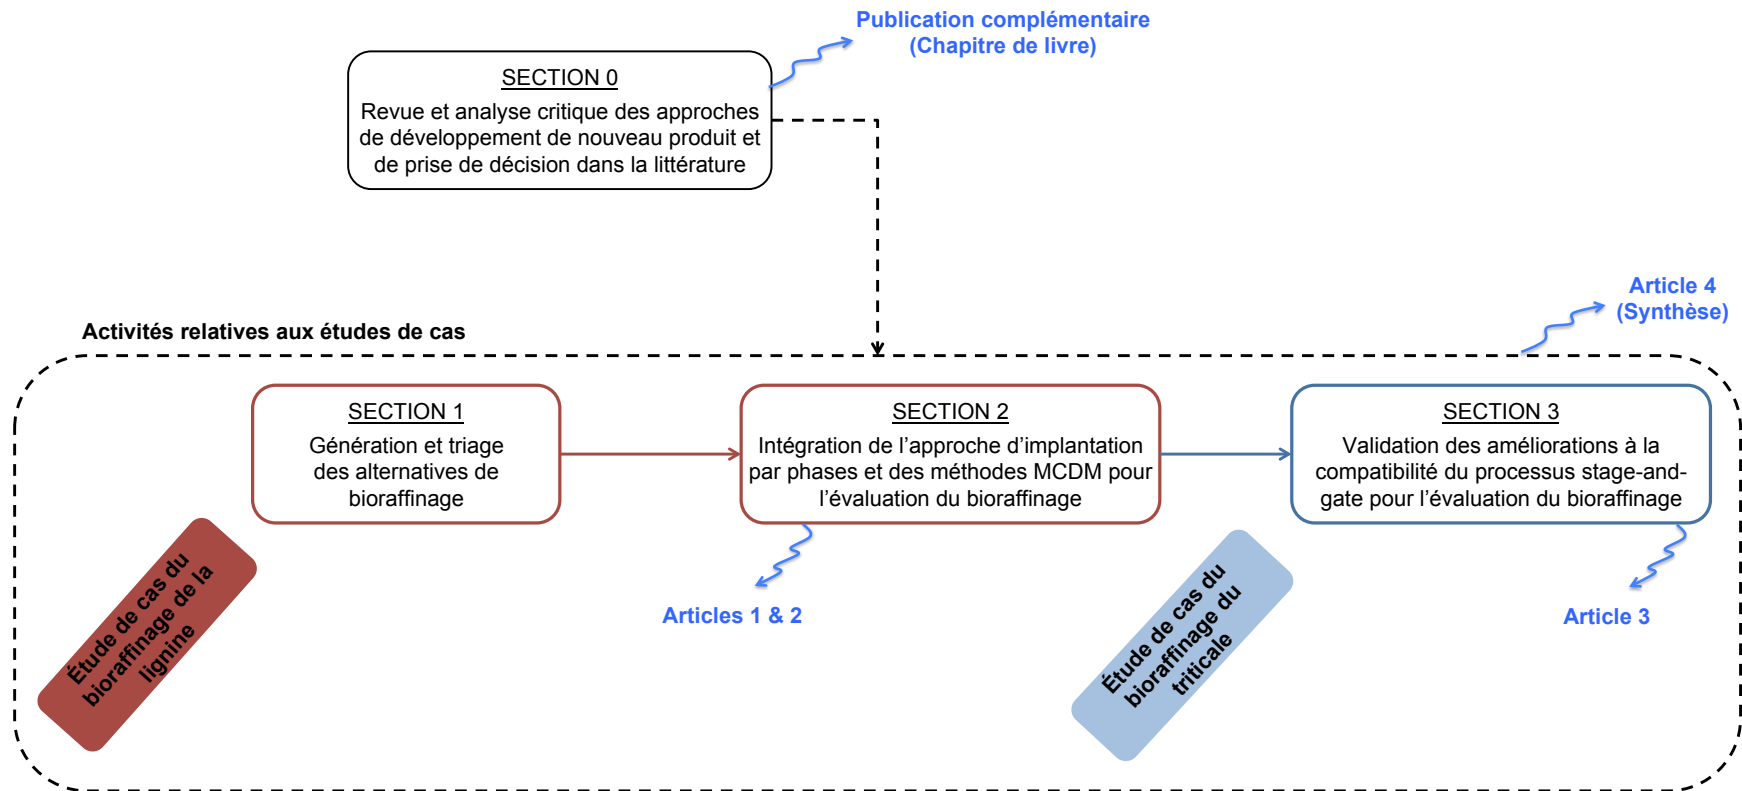 Publication complémentaire
(Chapitre de livre)
SECTION 0
Revue et analyse critique des approches
de développement de nouveau produit et
de prise de décision dans la littérature
Article 4
(Synthèse)
Activités relatives aux études de cas
SECTION 1
Génération et triage
des alternatives de
bioraffinage
SECTION 2
Intégration de l’approche d’implantation
par phases et des méthodes MCDM pour
l’évaluation du bioraffinage
SECTION 3
Validation des améliorations à la
compatibilité du processus stage-and-
gate pour l’évaluation du bioraffinage
Étude de cas du
bioraffinage de la
lignine
Articles 1 & 2
Étude de cas du
bioraffinage du
triticale
Article 3